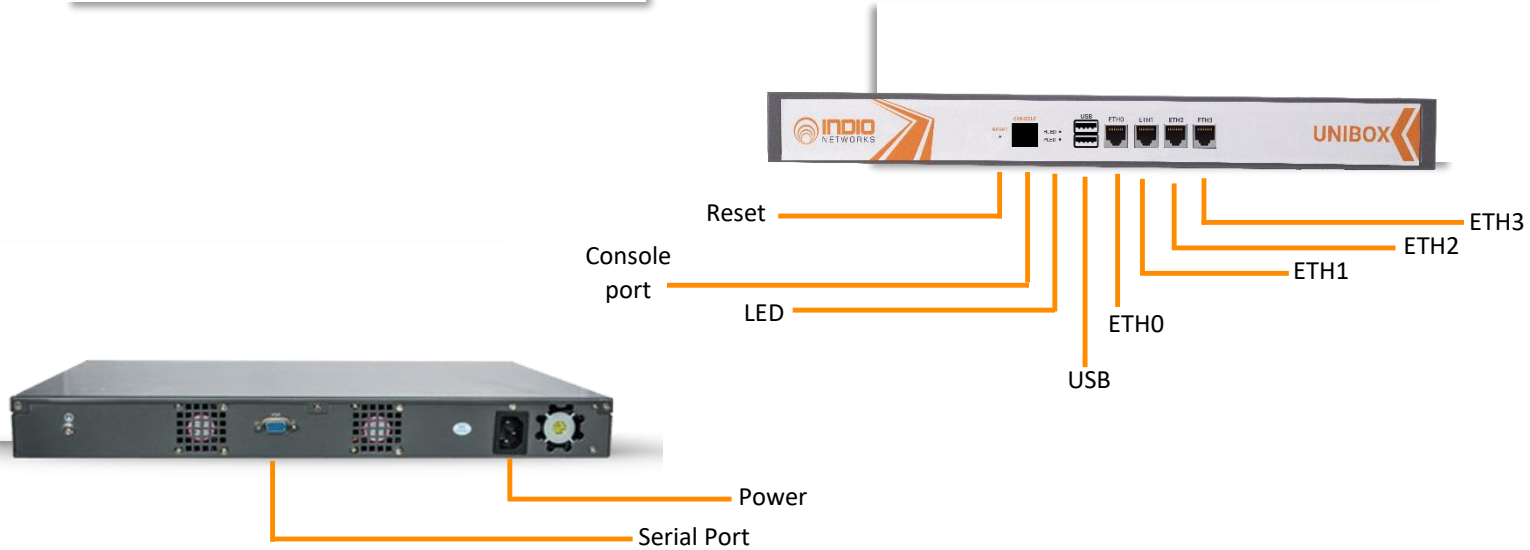 INDIO
NETWORKS
RESET
CONSOLE
USB
ETH0
ETH1
ETH2
ETH3
UNIBOX
Reset
ETH3
ETH2
Console
port
ETH1
LED
ETH0
USB
Power
Serial Port